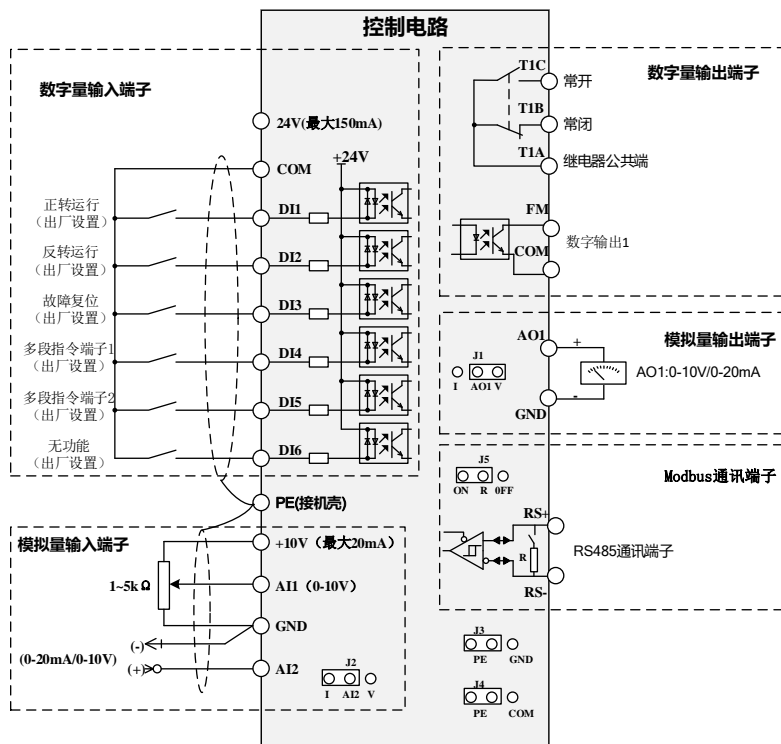 控制电路
数字量输入端子
24V(最大150mA)
+24V
COM
正转运行
(出厂设置)
DI1
反转运行
(出厂设置)
DI2
故障复位
(出厂设置)
DI3
多段指令端子1
(出厂设置)
DI4
多段指令端子2
(出厂设置)
DI5
无功能
(出厂设置)
DI6
PE(接机壳)
模拟量输入端子
+10V（最大20mA）
1~5kΩ
AI1（0-10V）
GND
(-)
(0-20mA/0-10V)
(+)
AI2
J2
I AI2 V
数字量输出端子
T1C
常开
T1B
常闭
T1A
继电器公共端
FM
COM
数字输出1
模拟量输出端子
AO1
+
J1
I AO1 V
AO1:0-10V/0-20mA
-
GND
Modbus通讯端子
J5
ON R 0FF
RS+
R
RS485通讯端子
RS-
J3
PE GND
J4
PE COM